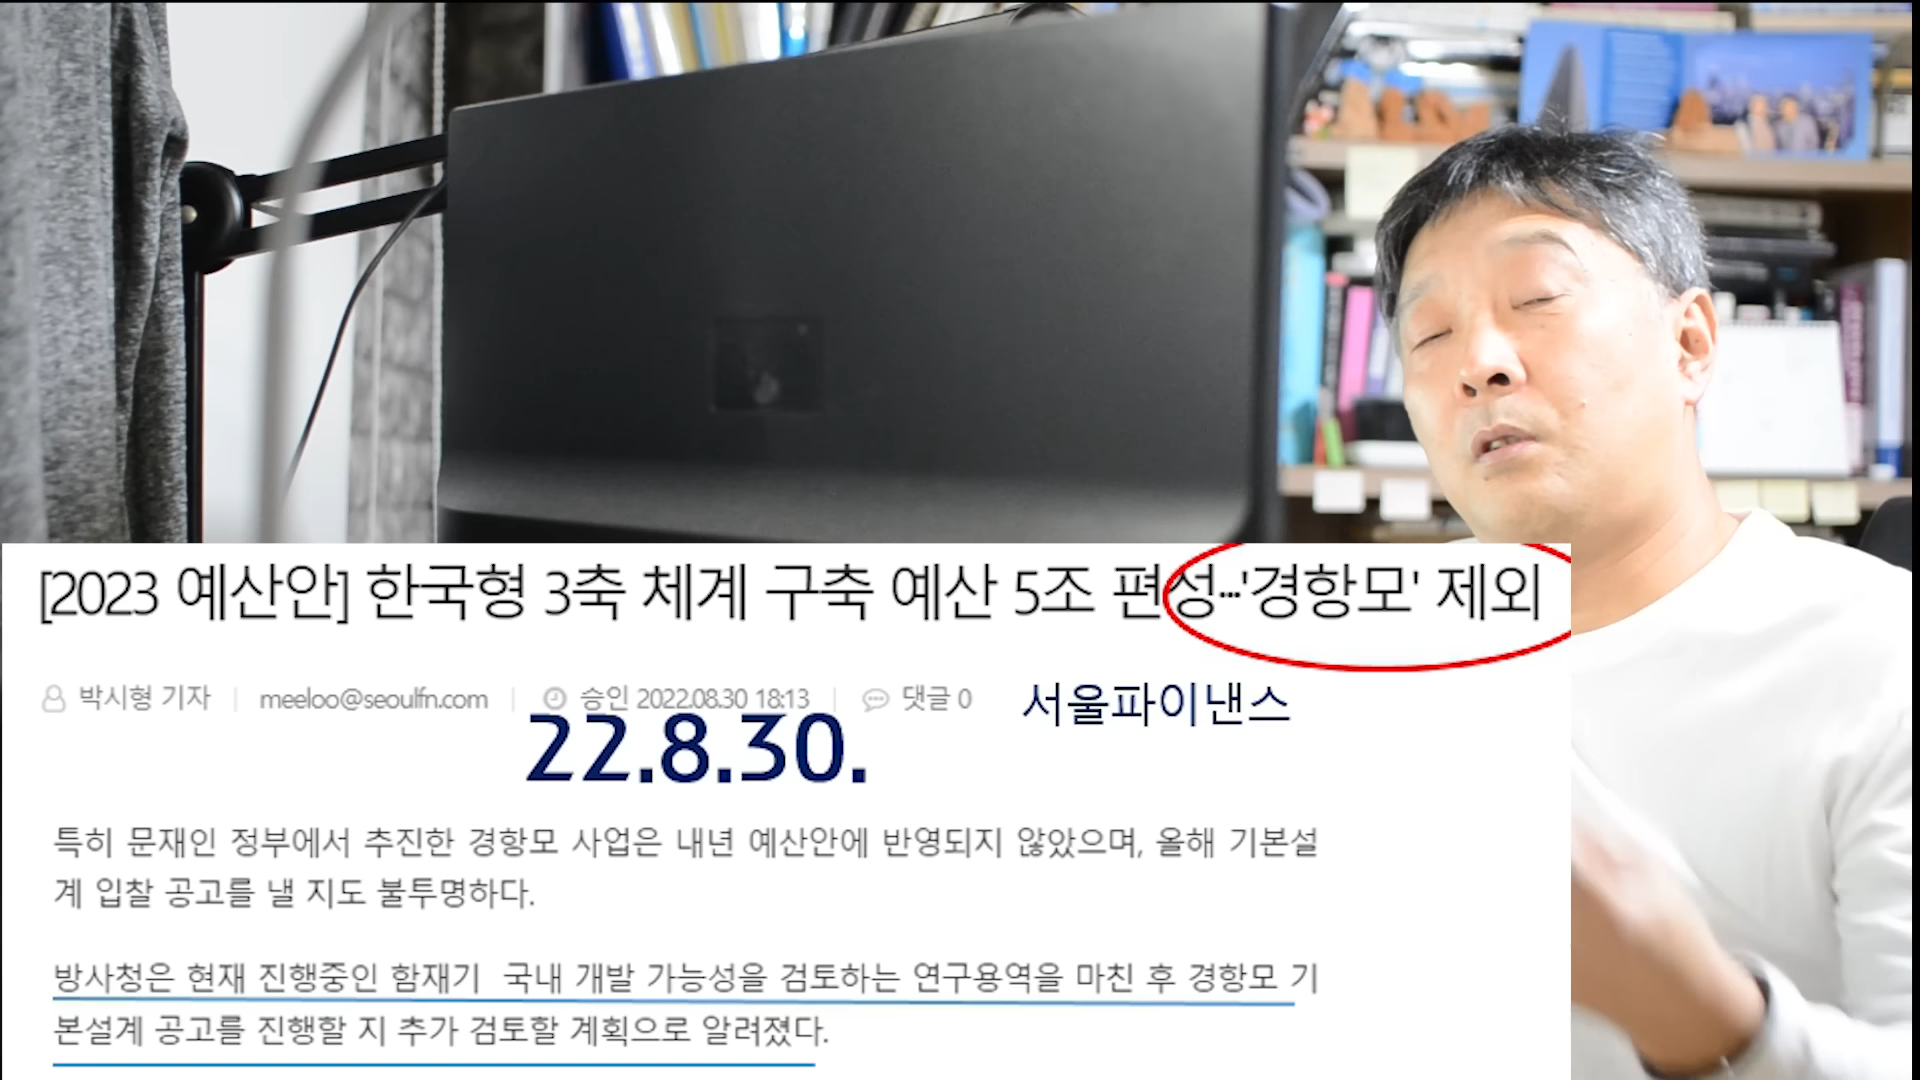 [2023 예산안] 한국형 3축 체계 구축 예산 5조 편성…'경항모' 제외
박시형 기자 | meeloo@seoulfn.com | 승인 2022.08.30 18:13 | 댓글 0 서울파이낸스
22.8.30.
특히 문재인 정부에서 추진한 경항모 사업은 내년 예산안에 반영되지 않았으며, 올해 기본설
계 입찰 공고를 낼 지도 불투명하다.
방사청은 현재 진행중인 함재기 국내 개발 가능성을 검토하는 연구용역을 마친 후 경항모 기
본설계 공고를 진행할 지 추가 검토할 계획으로 알려졌다.